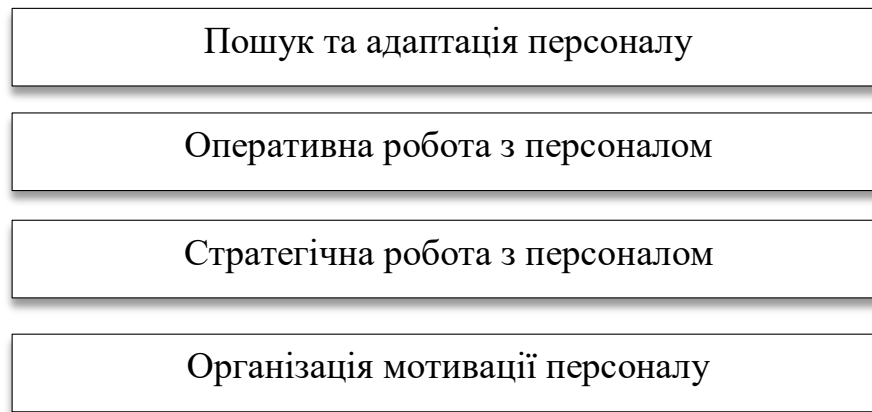 Пошук та адаптація персоналу
Оперативна робота з персоналом
Стратегічна робота з персоналом
Організація мотивації персоналу